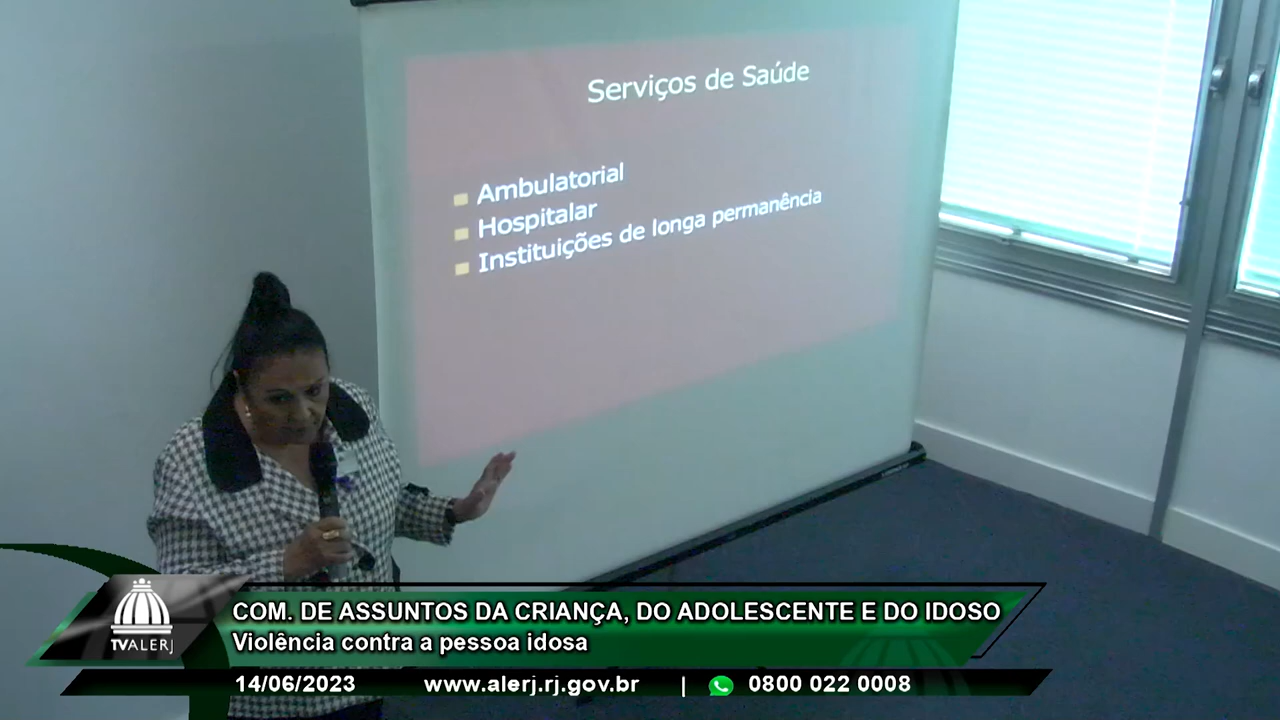 Serviços de Saúde
Ambulatorial
Hospitalar
Instituições de longa permanência
COM. DE ASSUNTOS DA CRIANÇA, DO ADOLESCENTE E DO IDOSO
Violência contra a pessoa idosa
TVALERJ
14/06/2023 www.alerj.rj.gov.br | 0800 022 0008